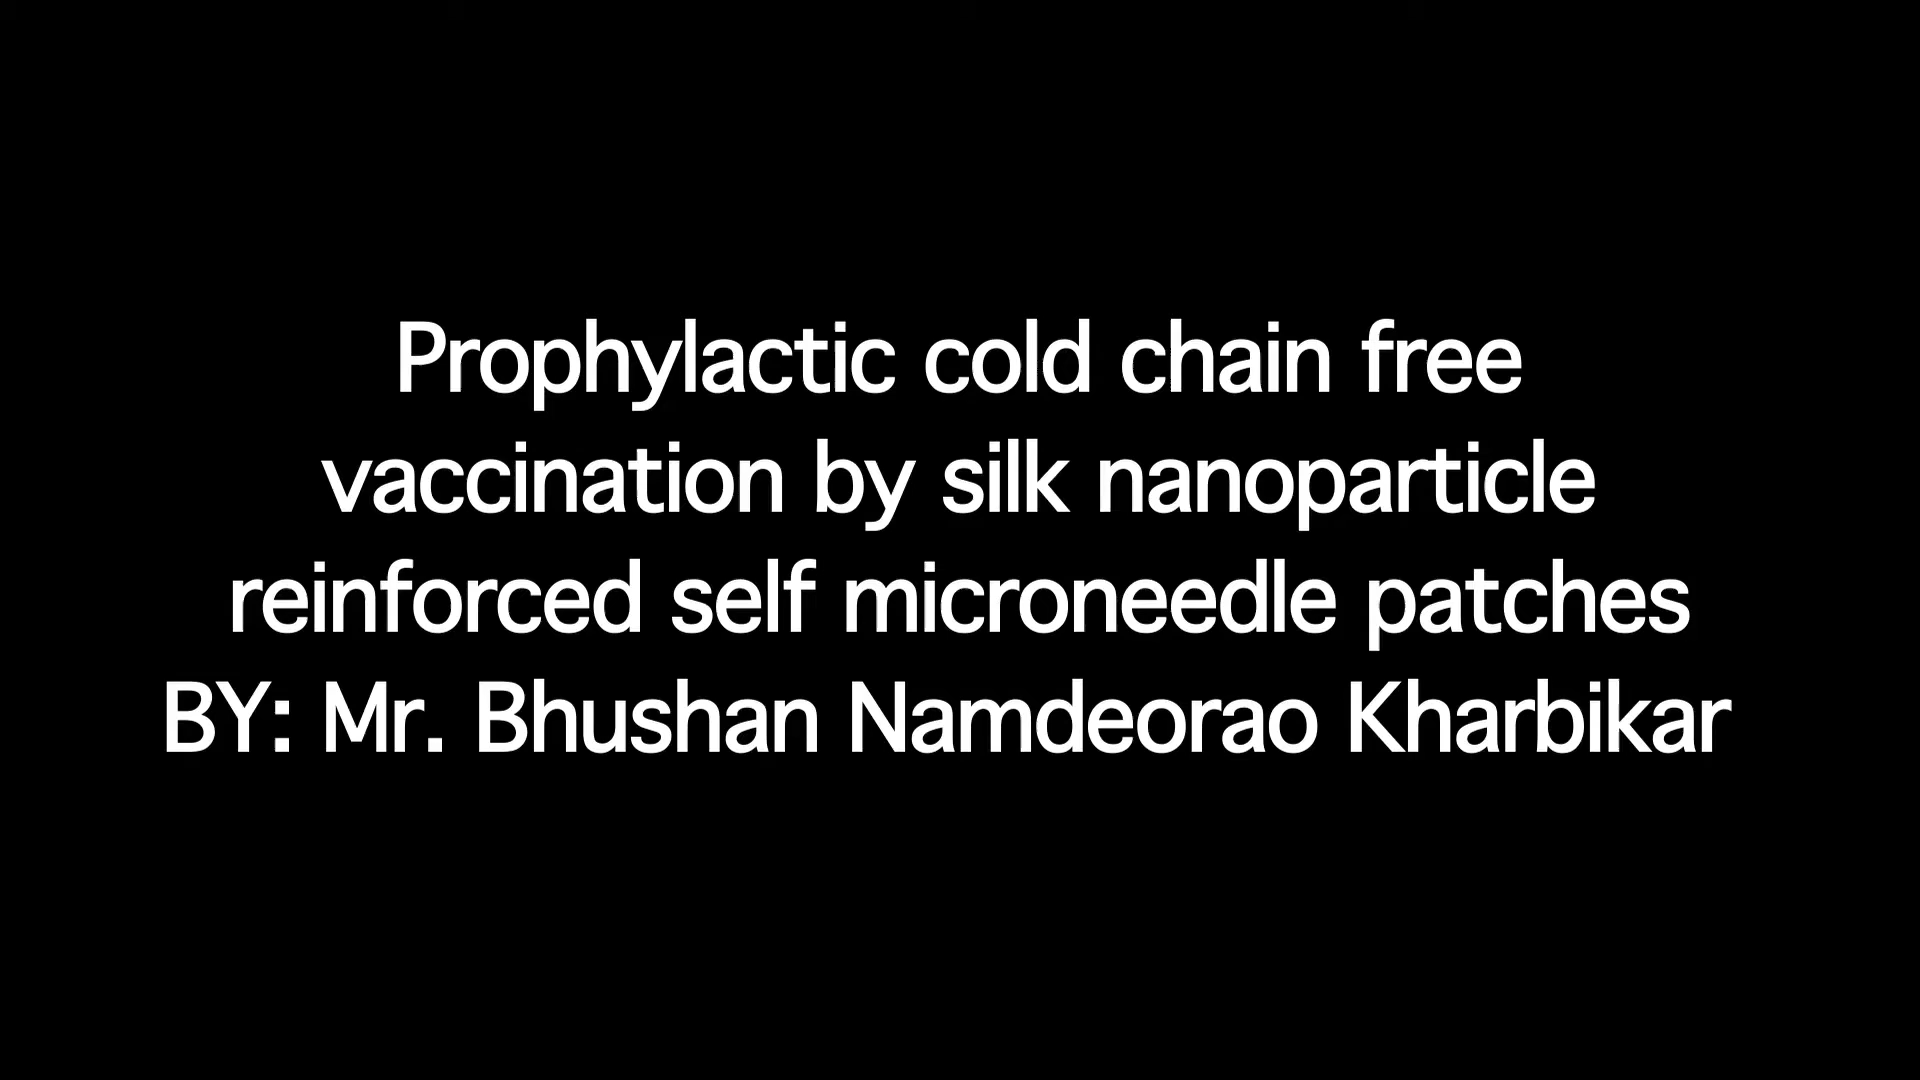 Prophylactic cold chain free
vaccination by silk nanoparticle
reinforced self microneedle patches
BY: Mr. Bhushan Namdeorao Kharbikar